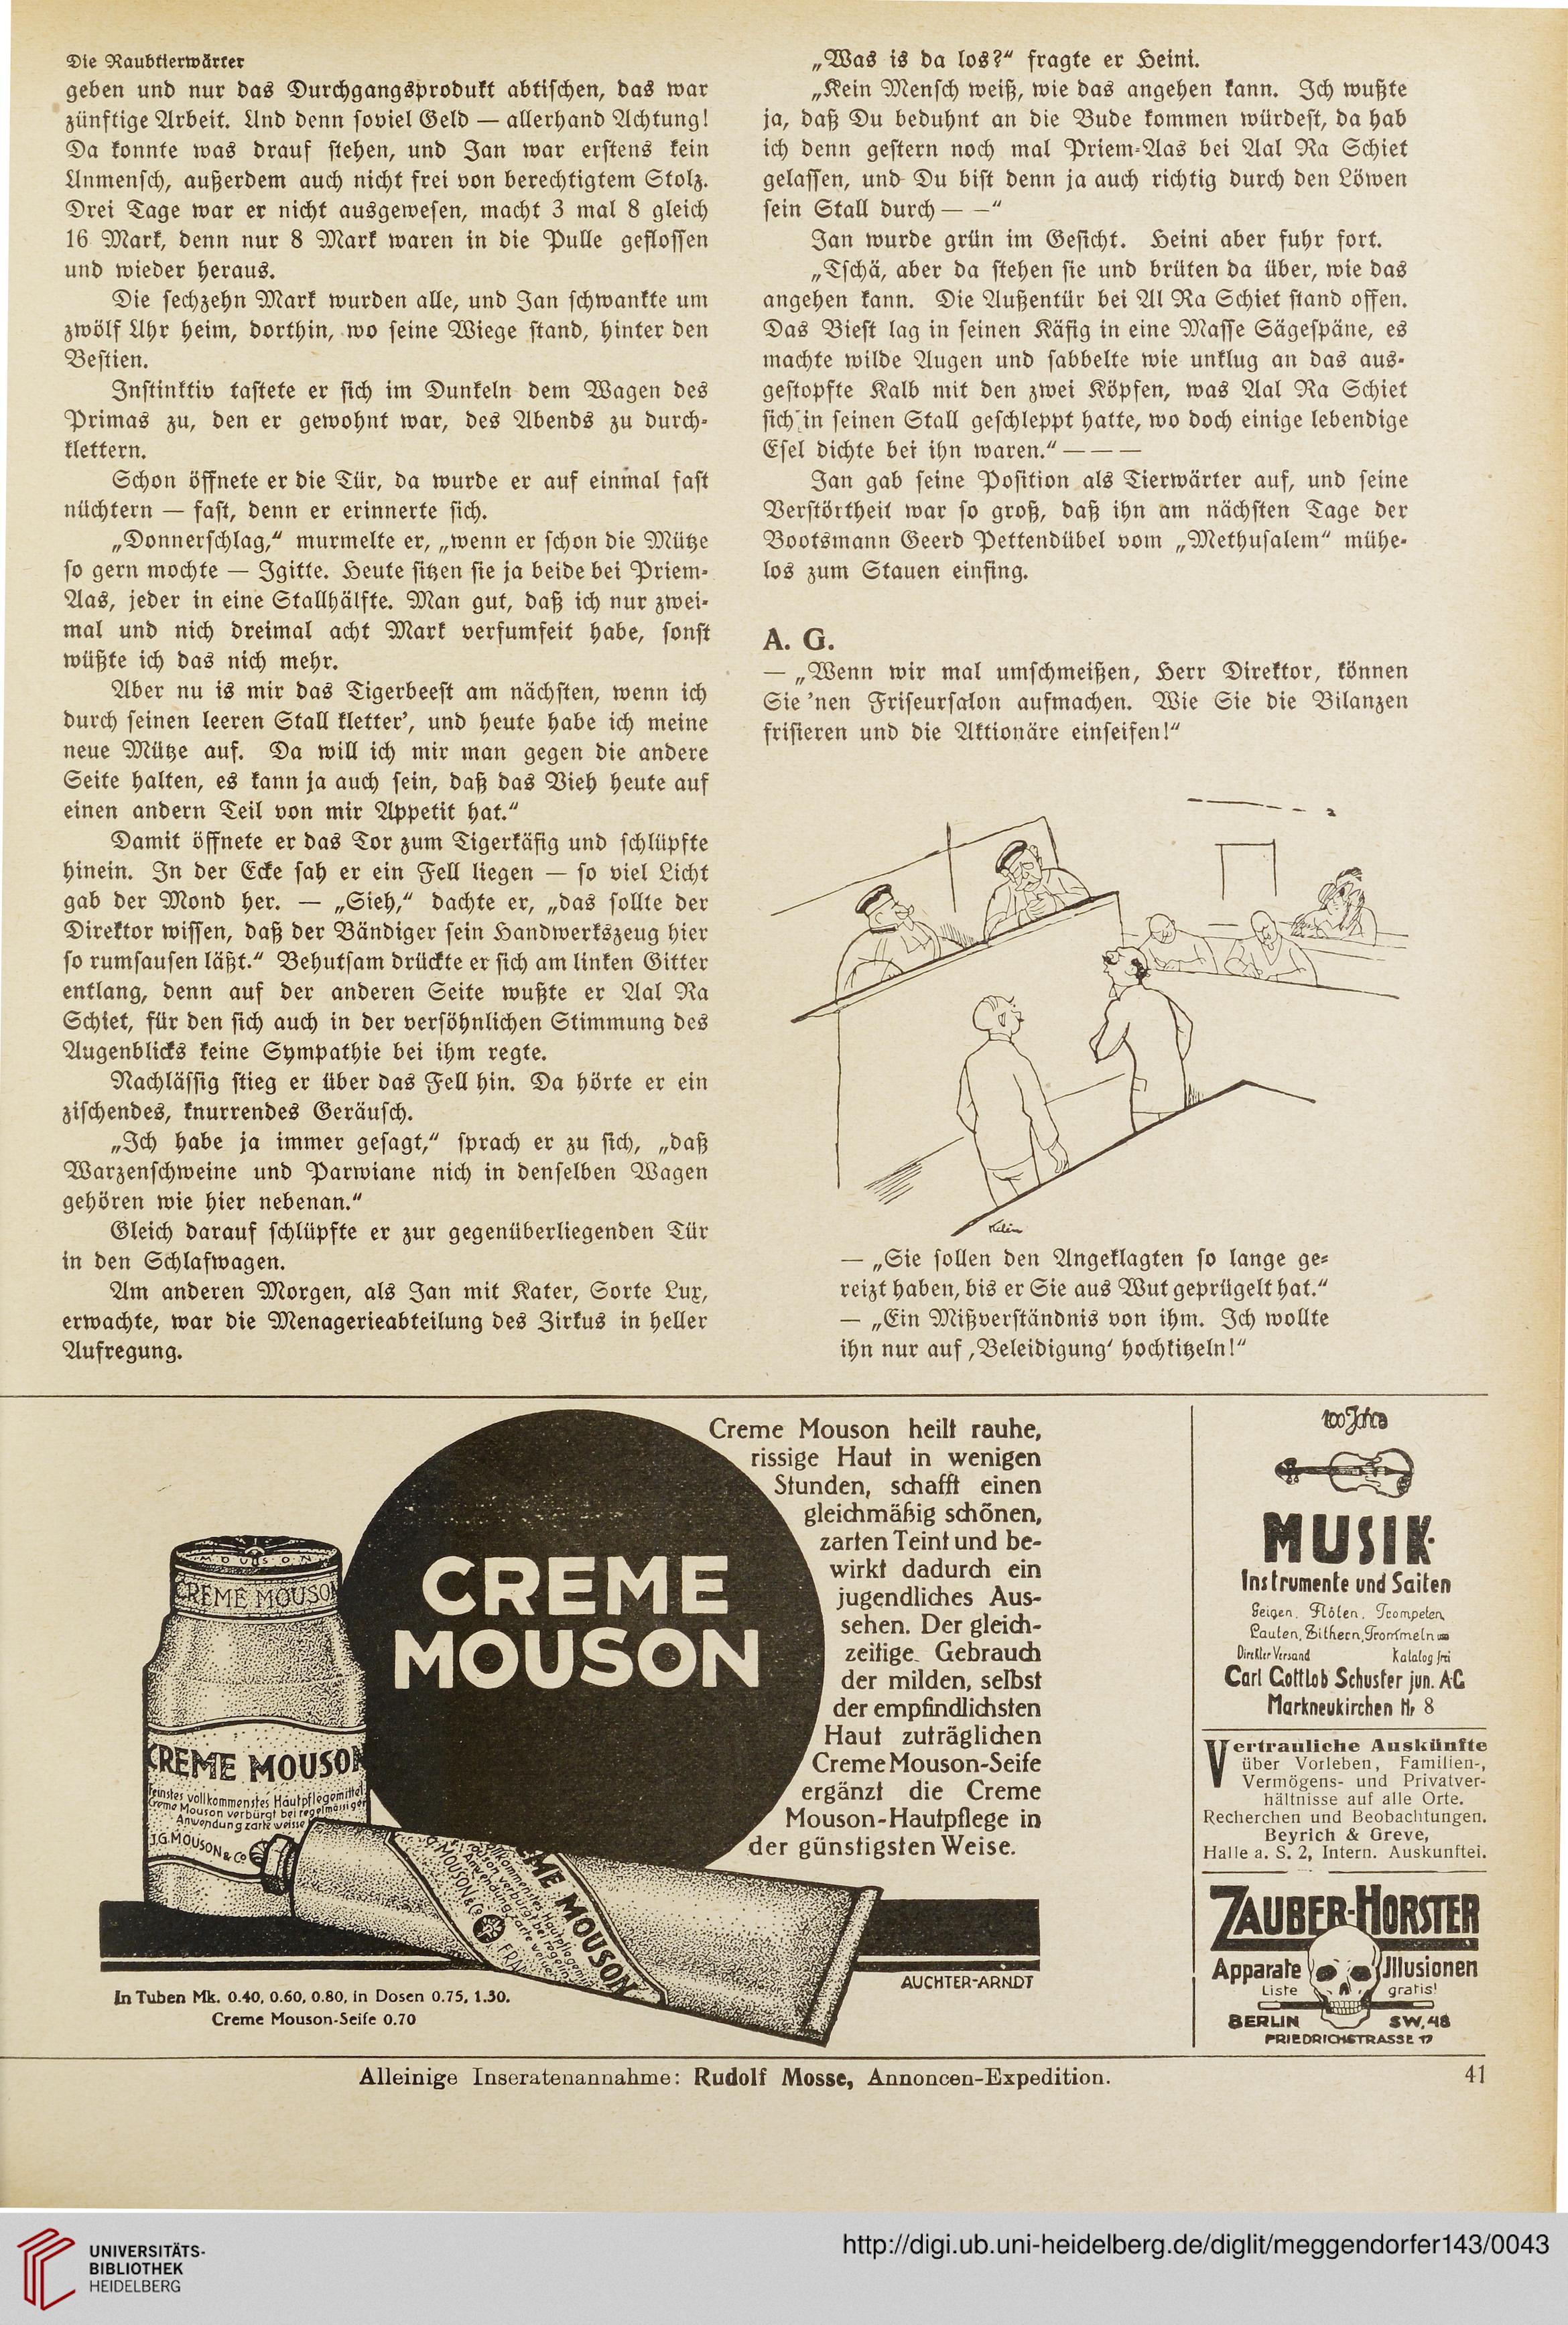 Die Raubtierwärter
geben und nur das Durchgangsprodukt abtischen, das war
zünftige Arbeit. Und denn soviel Geld — allerhand Achtung!
Da konnte was drauf stehen, und Jan war erstens kein
Unmensch, außerdem auch nicht frei von berechtigtem Stolz.
Drei Tage war er nicht ausgewesen, macht 3 mal 8 gleich
16 Mark, denn nur 8 Mark waren in die Pulle geflossen
und wieder heraus.
Die sechzehn Mark wurden alle, und Jan schwankte um
zwölf Uhr heim, dorthin, wo seine Wiege stand, hinter den
Bestien.
Instinktiv tastete er sich im Dunkeln dem Wagen des
Primas zu, den er gewohnt war, des Abends zu durch-
klettern.
Schon öffnete er die Tür, da wurde er auf einmal fast
nüchtern — fast, denn er erinnerte sich.
„Donnerschlag,“ murmelte er, „wenn er schon die Mütze
so gern mochte — Igitte. Heute sitzen sie ja beide bei Priem-
Aas, jeder in eine Stallhälfte. Man gut, daß ich nur zwei-
mal und nich dreimal acht Mark verfumfeit habe, sonst
wüßte ich das nich mehr.
Aber nu is mir das Tigerbeest am nächsten, wenn ich
durch seinen leeren Stall kletter’, und heute habe ich meine
neue Mütze auf. Da will ich mir man gegen die andere
Seite halten, es kann ja auch sein, daß das Vieh heute auf
einen andern Teil von mir Appetit hat.“
Damit öffnete er das Tor zum Tigerkäfig und schlüpfte
hinein. In der Ecke sah er ein Fell liegen — so viel Licht
gab der Mond her. — „Sieh,“ dachte er, „das sollte der
Direktor wissen, daß der Bändiger sein Handwerkszeug hier
so rumsausen läßt.“ Behutsam drückte er sich am linken Gitter
entlang, denn auf der anderen Seite wußte er Aal Ra
Schiet, für den sich auch in der versöhnlichen Stimmung des
Augenblicks keine Sympathie bei ihm regte.
Nachlässig stieg er über das Fell hin. Da hörte er ein
zischendes, knurrendes Geräusch.
„Ich habe ja immer gesagt,“ sprach er zu sich, „daß
Warzenschweine und Parwiane nich in denselben Wagen
gehören wie hier nebenan.“
Gleich darauf schlüpfte er zur gegenüberliegenden Tür
in den Schlafwagen.
Am anderen Morgen, als Jan mit Kater, Sorte Lux,
erwachte, war die Menagerieabteilung des Zirkus in heller
Aufregung.
„Was is da los?“ fragte er Heini.
„Kein Mensch weiß, wie das angehen kann. Ich wußte
ja, daß Du beduhnt an die Bude kommen würdest, da hab
ich denn gestern noch mal Priem-Aas bei Aal Ra Schiet
gelassen, und Du bist denn ja auch richtig durch den Löwen
sein Stall durch — —“
Jan wurde grün im Gesicht. Heini aber fuhr fort.
„Tschä, aber da stehen sie und brüten da über, wie das
angehen kann. Die Außentür bei Al Ra Schiet stand offen.
Das Biest lag in seinen Käfig in eine Masse Sägespäne, es
machte wilde Augen und sabbelte wie unklug an das aus-
gestopfte Kalb mit den zwei Köpfen, was Aal Ra Schiet
sich in seinen Stall geschleppt hatte, wo doch einige lebendige
Esel dichte bei ihn waren.“ — — —
Jan gab seine Position als Tierwärter auf, und seine
Verstörtheit war so groß, daß ihn am nächsten Tage der
Bootsmann Geerd Pettendübel vom „Methusalem“ mühe-
los zum Stauen einfing.
A. G.
— „Wenn wir mal umschmeißen, Herr Direktor, können
Sie ’nen Friseursalon aufmachen. Wie Sie die Bilanzen
frisieren und die Aktionäre einseifen!“
— „Sie sollen den Angeklagten so lange ge-
reizt haben, bis er Sie aus Wut geprügelt hat.“
— „Ein Mißverständnis von ihm. Ich wollte
ihn nur auf ‚Beleidigung‘ hochkitzeln!“
Creme Mouson heilt rauhe,
rissige Haut in wenigen
Stunden, schafft einen
gleichmäßig schönen,
zarten Teint und be-
wirkt dadurch ein
jugendliches Aus-
sehen. Der gleich-
zeitige Gebrauch
der milden, selbst
der empfindlichsten
Haut zuträglichen
Creme Mouson-Seife
ergänzt die Creme
Mouson-Hautpflege in
der günstigsten Weise.
CREME
MOUSON
MOUSON
CREME MOUSON
CREME MOUSON
feinstes vollkommenstes Hautpflegemittel
Creme Mouson verbürgt bei regelmässiger
Anwendung zarte weisse
J.G. MOUSON & Co
CREME MOUSON
AUCHTER-ARNDT
In Tuben Mk. 0.40, 0.60, 0.80, in Dosen 0.75, 1.30.
Creme Mouson-Seife 0.70
100 Jahre
MUSIK-
Instrumente und Saiten
Geigen, Flöten, Trompeten,
Lauten, Zithern, Trommeln usw
Direkter Versand Katalog frei
Carl Gottlob Schuster jun. A.G.
Markneukirchen Nr 8
Vertrauliche Auskünfte
über Vorleben, Familien-,
Vermögens- und Privatver-
hältnisse auf alle Orte.
Recherchen und Beobachtungen.
Beyrich & Greve,
Halle a. S. 2, Intern. Auskunftei.
ZAUBER-HORSTER
Apparate Illusionen
Liste gratis!
BERLIN SW. 48
FRIEDRICHSTRASSE 17
Alleinige Inseratenannahme: Rudolf Mosse, Annoncen-Expedition.
41
UNIVERSITÄTS-
BIBLIOTHEK
HEIDELBERG
http://digi.ub.uni-heidelberg.de/diglit/meggendorfer143/0043